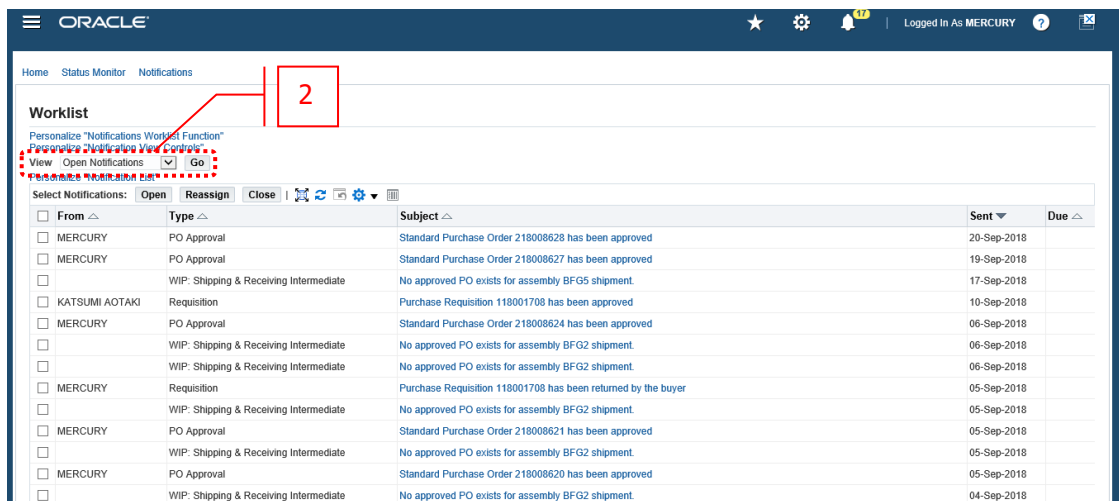 ORACLE
17
Logged In As MERCURY ?
Home Status Monitor Notifications
2
Worklist
Personalize "Notifications Worklist Function"
Personalize "Notification View Controls"
View Open Notifications Go
Personalize "Notification List"
Select Notifications: Open Reassign Close |
From Type Subject Sent Due
MERCURY PO Approval Standard Purchase Order 218008628 has been approved 20-Sep-2018
MERCURY PO Approval Standard Purchase Order 218008627 has been approved 19-Sep-2018
WIP: Shipping & Receiving Intermediate No approved PO exists for assembly BFG5 shipment. 17-Sep-2018
KATSUMI AOTAKI Requisition Purchase Requisition 118001708 has been approved 10-Sep-2018
MERCURY PO Approval Standard Purchase Order 218008624 has been approved 06-Sep-2018
WIP: Shipping & Receiving Intermediate No approved PO exists for assembly BFG2 shipment. 06-Sep-2018
WIP: Shipping & Receiving Intermediate No approved PO exists for assembly BFG2 shipment. 06-Sep-2018
MERCURY Requisition Purchase Requisition 118001708 has been returned by the buyer 05-Sep-2018
WIP: Shipping & Receiving Intermediate No approved PO exists for assembly BFG2 shipment. 05-Sep-2018
MERCURY PO Approval Standard Purchase Order 218008621 has been approved 05-Sep-2018
WIP: Shipping & Receiving Intermediate No approved PO exists for assembly BFG2 shipment. 05-Sep-2018
MERCURY PO Approval Standard Purchase Order 218008620 has been approved 05-Sep-2018
WIP: Shipping & Receiving Intermediate No approved PO exists for assembly BFG2 shipment. 04-Sep-2018